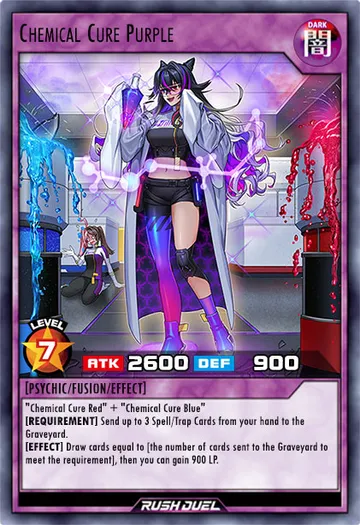 CHEMICAL CURE PURPLE
DARK
闇
LEVEL
7
ATK 2600 DEF 900
[PSYCHIC/FUSION/EFFECT]
"Chemical Cure Red" + "Chemical Cure Blue"
[REQUIREMENT] Send up to 3 Spell/Trap Cards from your hand to the
Graveyard.
[EFFECT] Draw cards equal to [the number of cards sent to the Graveyard to
meet the requirement], then you can gain 900 LP.
RUSH DUEL